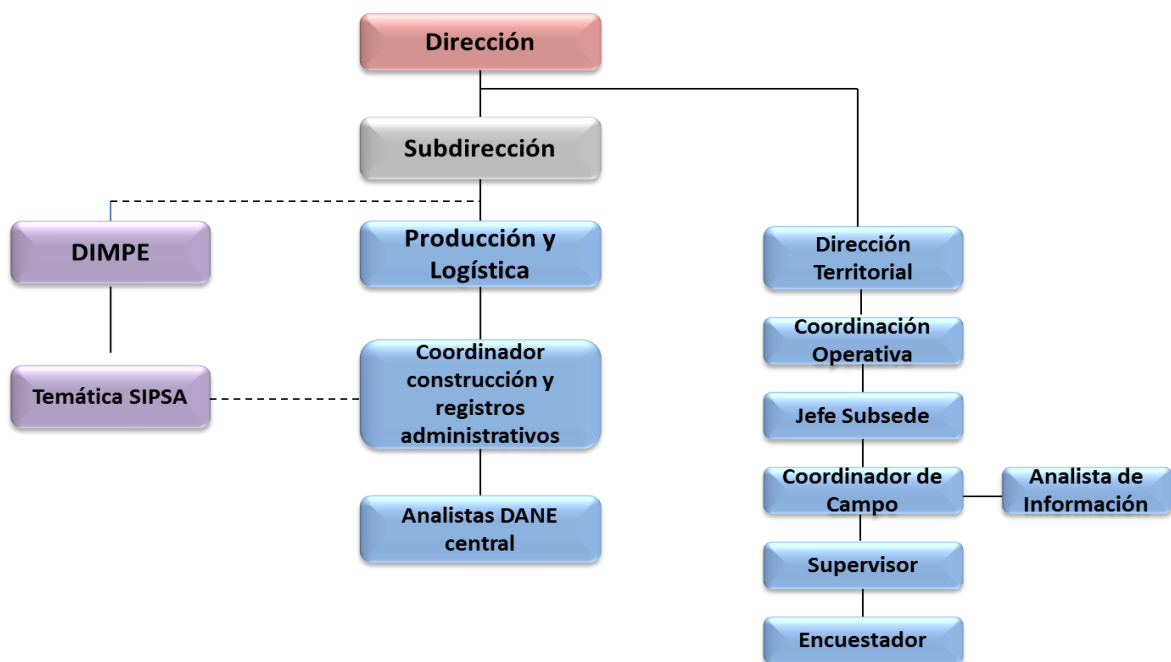 Dirección
Subdirección
DIMPE
Producción y
Logística
Dirección
Territorial
Coordinación
Operativa
Temática SIPSA
Coordinador
construcción y
registros
administrativos
Jefe Subsede
Coordinador de
Campo
Analista de
Información
Analistas DANE
central
Supervisor
Encuestador